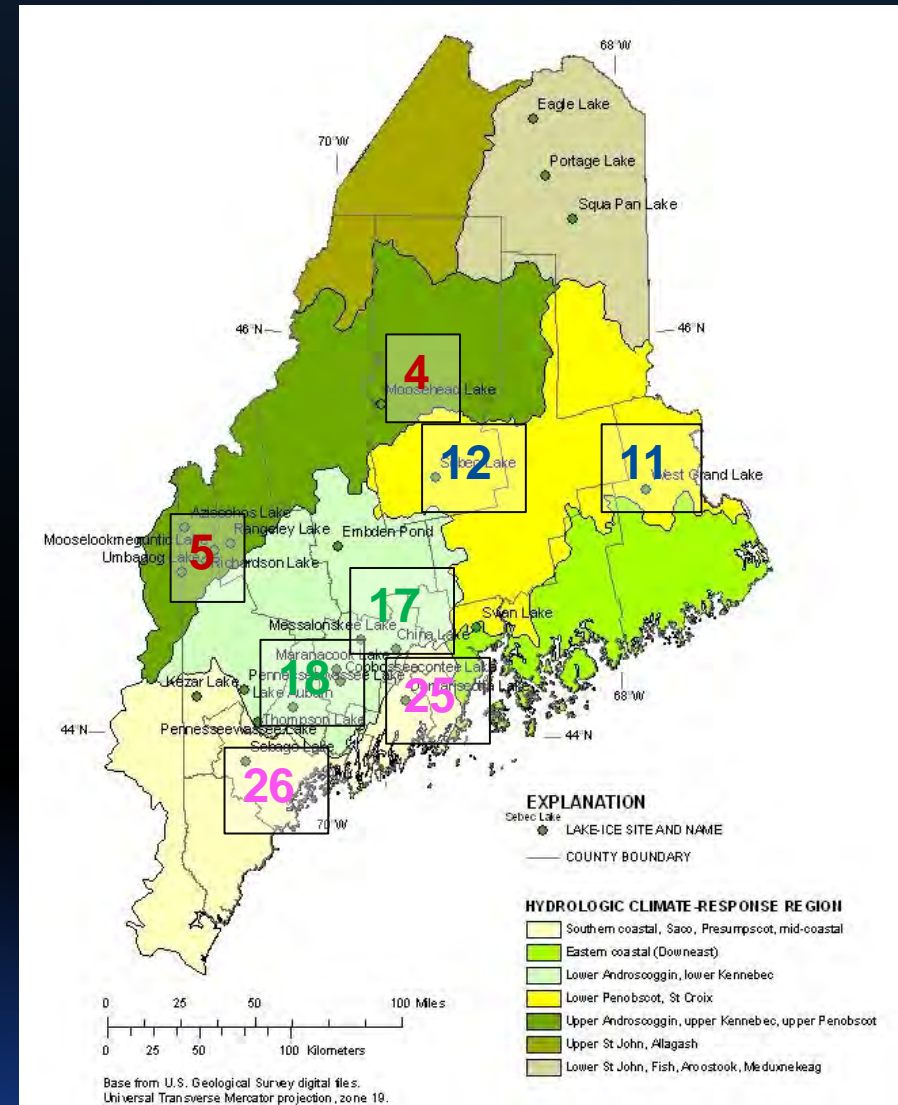 68°W
Eagle Lake
70°W
Portage Lake
Squa Pan Lake
46°N
46°N
4
Moosehead Lake
12
11
Sebec Lake
West Grand Lake
Aziscohos Lake
Rangeley Lake
Embden Pond
Mooselookmeguntic Lake
5
Umbagog Lake
Richardson Lake
17
Swan Lake
Messalonskee Lake
China Lake
Maranacook Lake
Cobbosseecontee Lake
18
Pennesseewassee Lake
Damariscotta Lake
25
Kezar Lake
Lake Auburn
68°W
Thompson Lake
44°N
Pennesseewassee Lake
44°N
Sebago Lake
26
70°W
EXPLANATION
Sebec Lake
LAKE-ICE SITE AND NAME
COUNTY BOUNDARY
HYDROLOGIC CLIMATE-RESPONSE REGION
Southern coastal, Saco, Presumpscot, mid-coastal
Eastern coastal (Downeast)
Lower Androscoggin, lower Kennebec
Lower Penobscot, St Croix
Upper Androscoggin, upper Kennebec, upper Penobscot
Upper St John, Allagash
Lower St John, Fish, Aroostook, Meduxnekeag
0 25 50 100 Miles
0 25 50 100 Kilometers
Base from U.S. Geological Survey digital files.
Universal Transverse Mercator projection, zone 19.